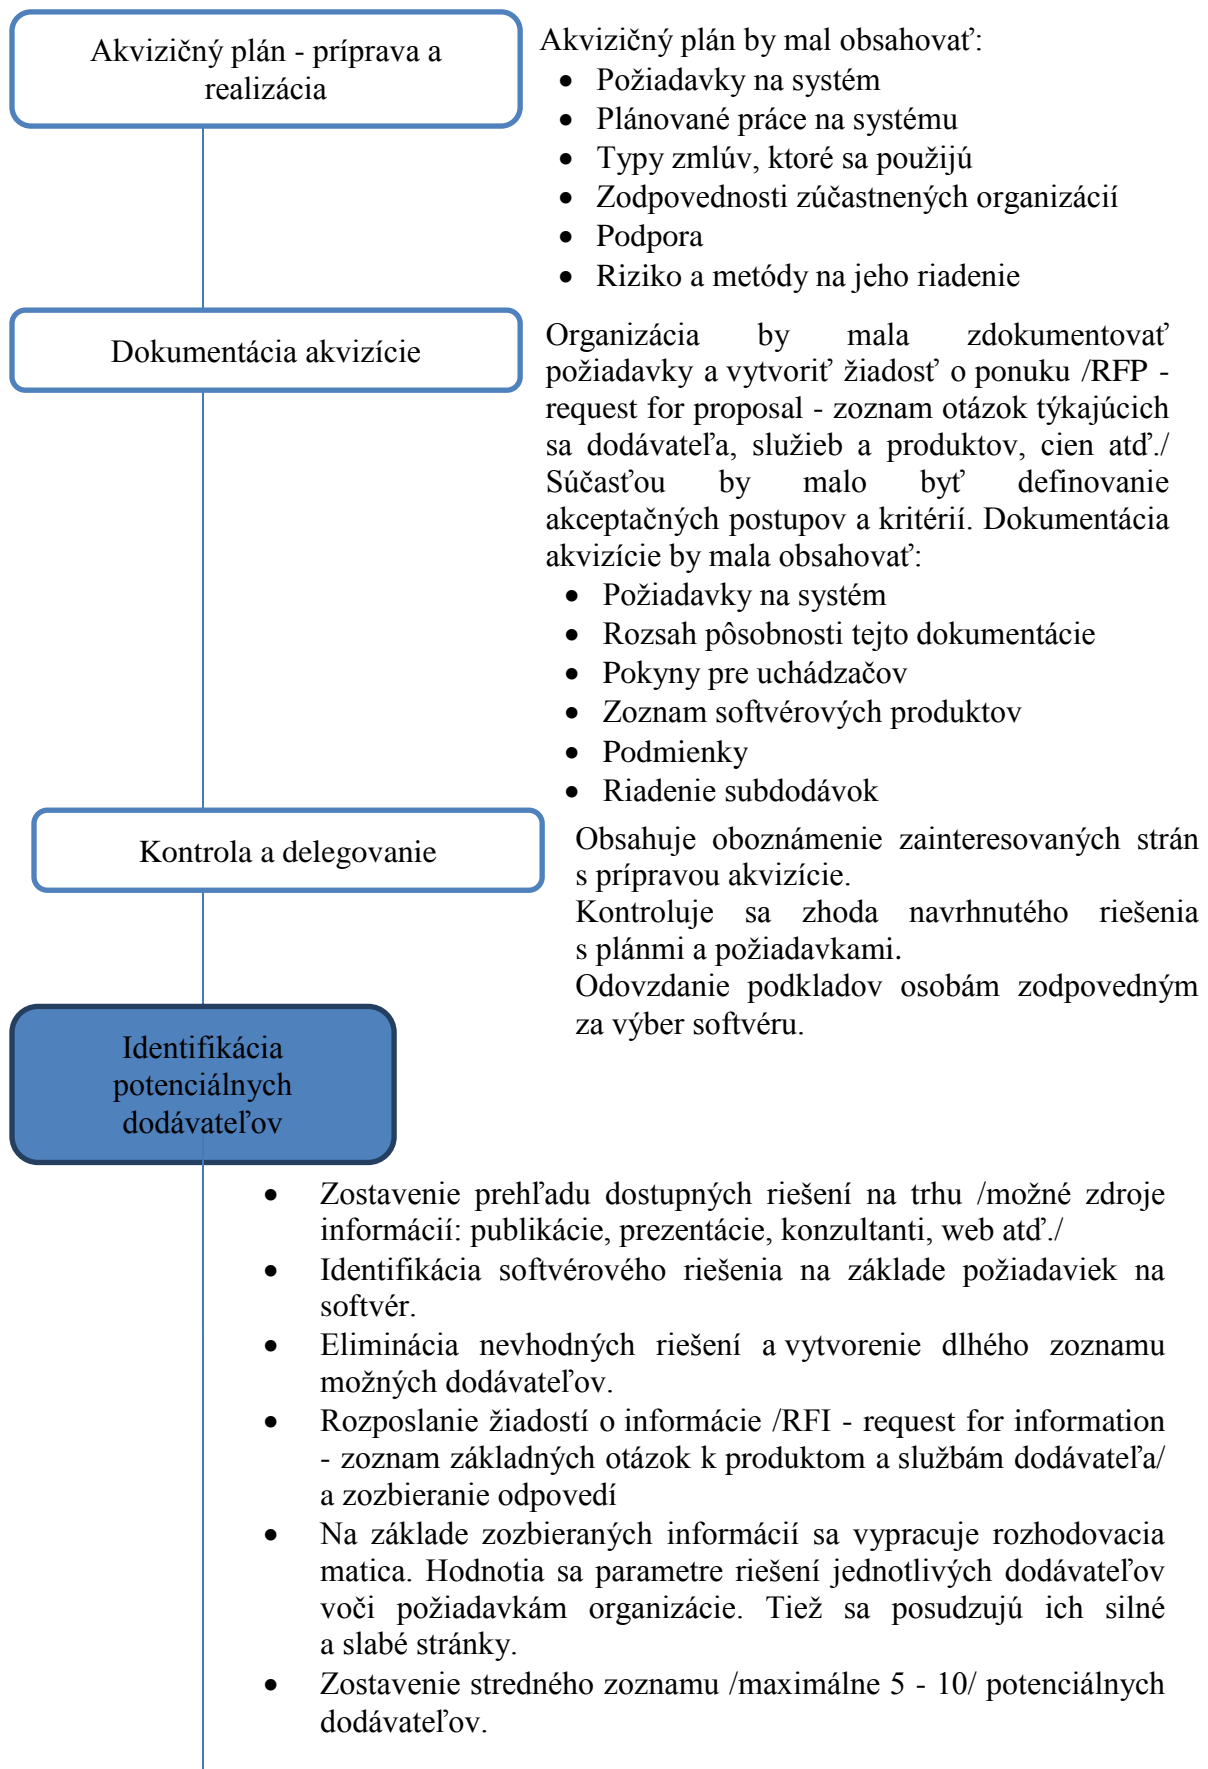 Akvizičný plán - príprava a
realizácia
Akvizičný plán by mal obsahovať:
• Požiadavky na systém
• Plánované práce na systému
• Typy zmlúv, ktoré sa použijú
• Zodpovednosti zúčastnených organizácií
• Podpora
• Riziko a metódy na jeho riadenie
Dokumentácia akvizície
Organizácia by mala zdokumentovať
požiadavky a vytvoriť žiadosť o ponuku /RFP -
request for proposal - zoznam otázok týkajúcich
sa dodávateľa, služieb a produktov, cien atď./
Súčasťou by malo byť definovanie
akceptačných postupov a kritérií. Dokumentácia
akvizície by mala obsahovať:
• Požiadavky na systém
• Rozsah pôsobnosti tejto dokumentácie
• Pokyny pre uchádzačov
• Zoznam softvérových produktov
• Podmienky
• Riadenie subdodávok
Kontrola a delegovanie
Obsahuje oboznámenie zainteresovaných strán
s prípravou akvizície.
Kontroluje sa zhoda navrhnutého riešenia
s plánmi a požiadavkami.
Odovzdanie podkladov osobám zodpovedným
za výber softvéru.
Identifikácia
potenciálnych
dodávateľov
• Zostavenie prehľadu dostupných riešení na trhu /možné zdroje
informácií: publikácie, prezentácie, konzultanti, web atď./
• Identifikácia softvérového riešenia na základe požiadaviek na
softvér.
• Eliminácia nevhodných riešení a vytvorenie dlhého zoznamu
možných dodávateľov.
• Rozposlanie žiadostí o informácie /RFI - request for information
- zoznam základných otázok k produktom a službám dodávateľa/
a zozbieranie odpovedí
• Na základe zozbieraných informácií sa vypracuje rozhodovacia
matica. Hodnotia sa parametre riešení jednotlivých dodávateľov
voči požiadavkám organizácie. Tiež sa posudzujú ich silné
a slabé stránky.
• Zostavenie stredného zoznamu /maximálne 5 - 10/ potenciálnych
dodávateľov.